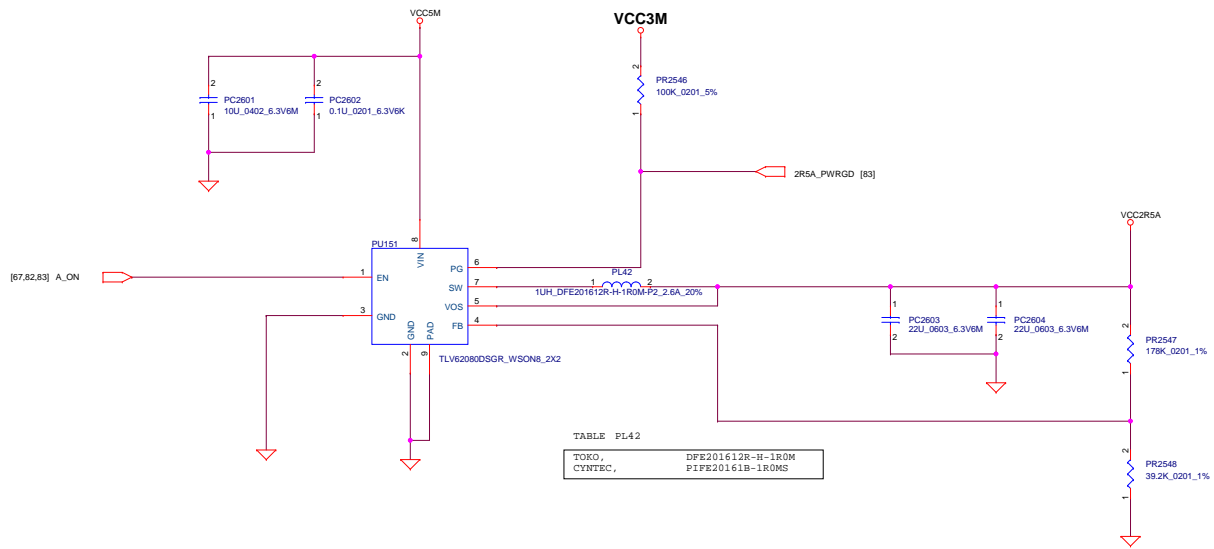 VCC5M
VCC3M
2
PR2546
100K_0201_5%
1
2
PC2601
10U_0402_6.3V6M
1
2
PC2602
0.1U_0201_6.3V6K
1
2R5A_PWRGD [83]
VCC2R5A
PU151
8
VIN
[67,82,83] A_ON
1
EN
PG
6
PL42
SW
7
1
2
1UH_DFE201612R-H-1R0M-P2_2.6A_20%
VOS
5
3
GND
FB
4
GND
PAD
2
9
TLV62080DSGR_WSON8_2X2
1
PC2603
22U_0603_6.3V6M
2
1
PC2604
22U_0603_6.3V6M
2
2
PR2547
178K_0201_1%
1
TABLE PL42
TOKO, DFE201612R-H-1R0M
CYNTEC, PIFE20161B-1R0MS
2
PR2548
39.2K_0201_1%
1